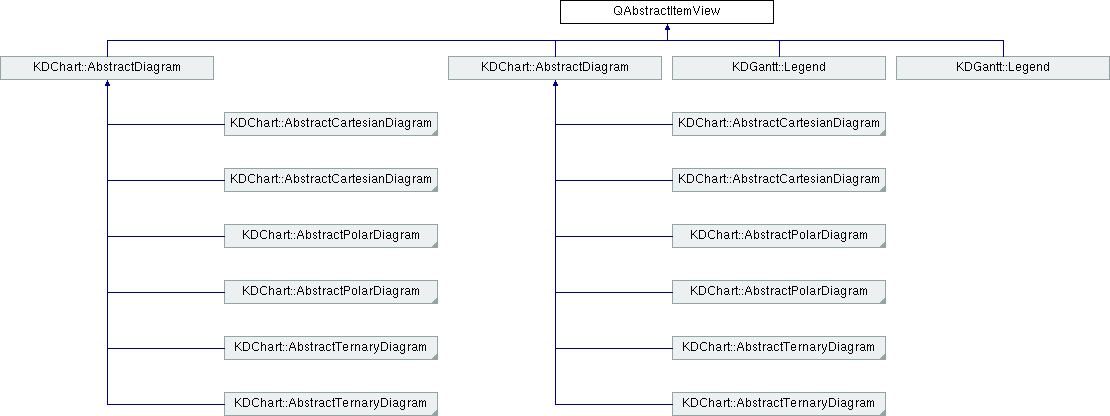 QAbstractItemView
KDChart::AbstractDiagram
KDChart::AbstractDiagram
KDGantt::Legend
KDGantt::Legend
KDChart::AbstractCartesianDiagram
KDChart::AbstractCartesianDiagram
KDChart::AbstractCartesianDiagram
KDChart::AbstractCartesianDiagram
KDChart::AbstractPolarDiagram
KDChart::AbstractPolarDiagram
KDChart::AbstractPolarDiagram
KDChart::AbstractPolarDiagram
KDChart::AbstractTernaryDiagram
KDChart::AbstractTernaryDiagram
KDChart::AbstractTernaryDiagram
KDChart::AbstractTernaryDiagram